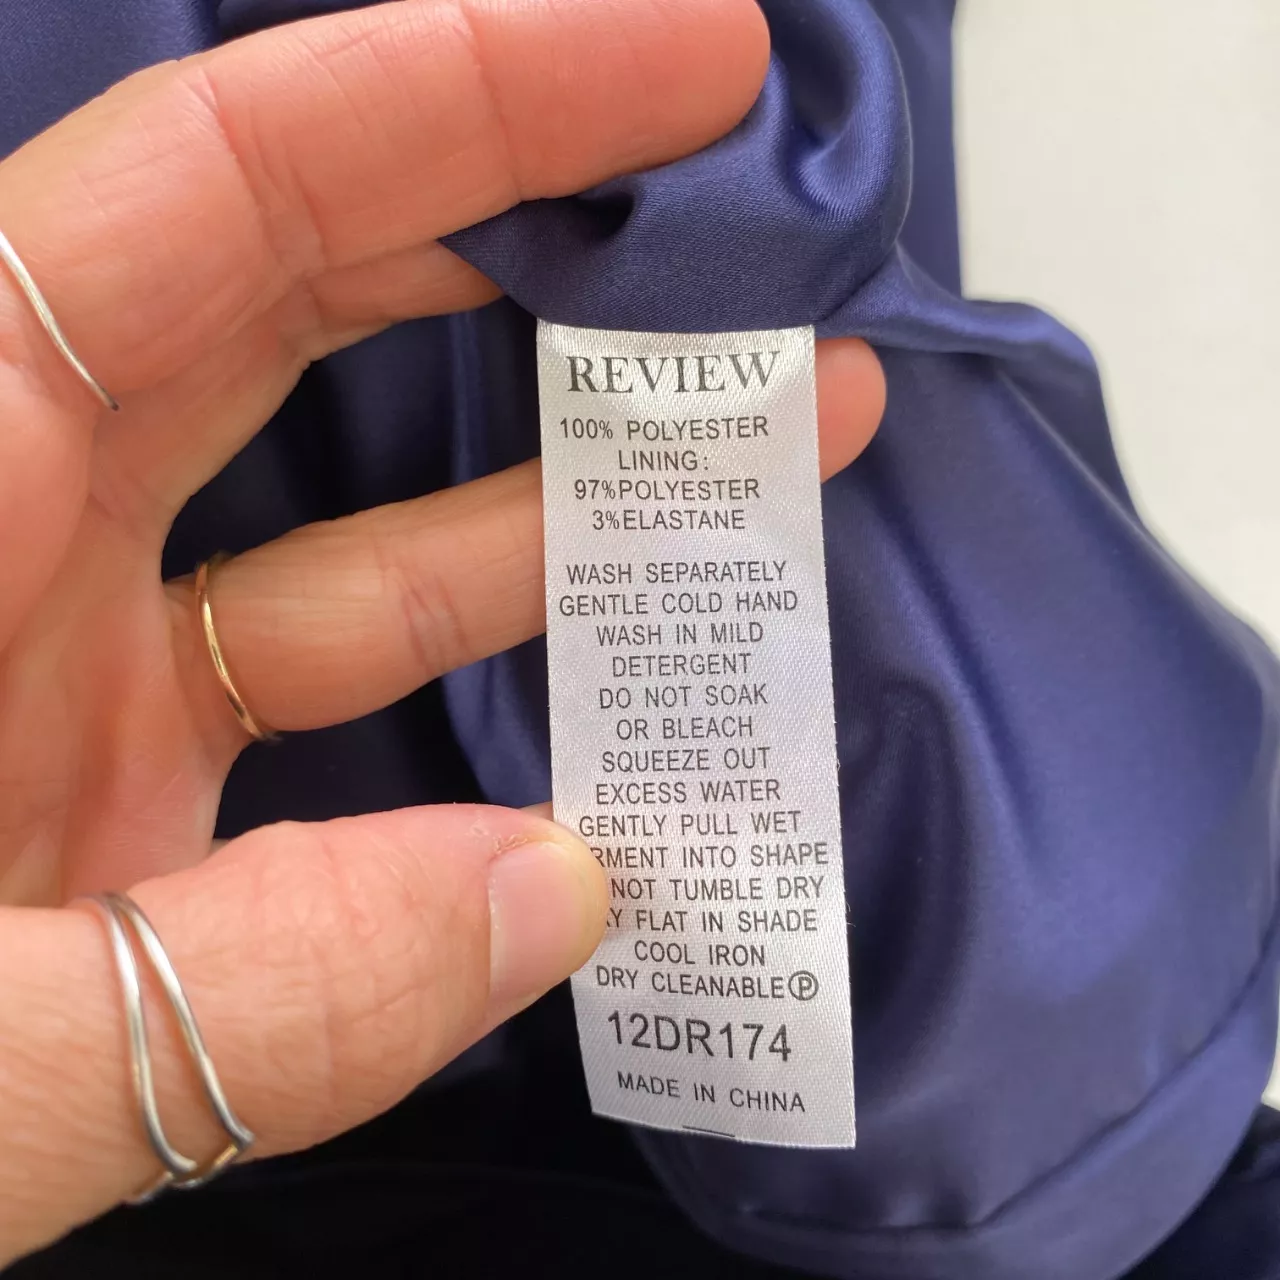 REVIEW
100% POLYESTER
LINING:
97%POLYESTER
3%ELASTANE
WASH SEPARATELY
GENTLE COLD HAND
WASH IN MILD
DETERGENT
DO NOT SOAK
OR BLEACH
SQUEEZE OUT
EXCESS WATER
GENTLY PULL WET
RMENT INTO SHAPE
NOT TUMBLE DRY
Y FLAT IN SHADE
COOL IRON
DRY CLEANABLE Ⓟ
12DR174
MADE IN CHINA